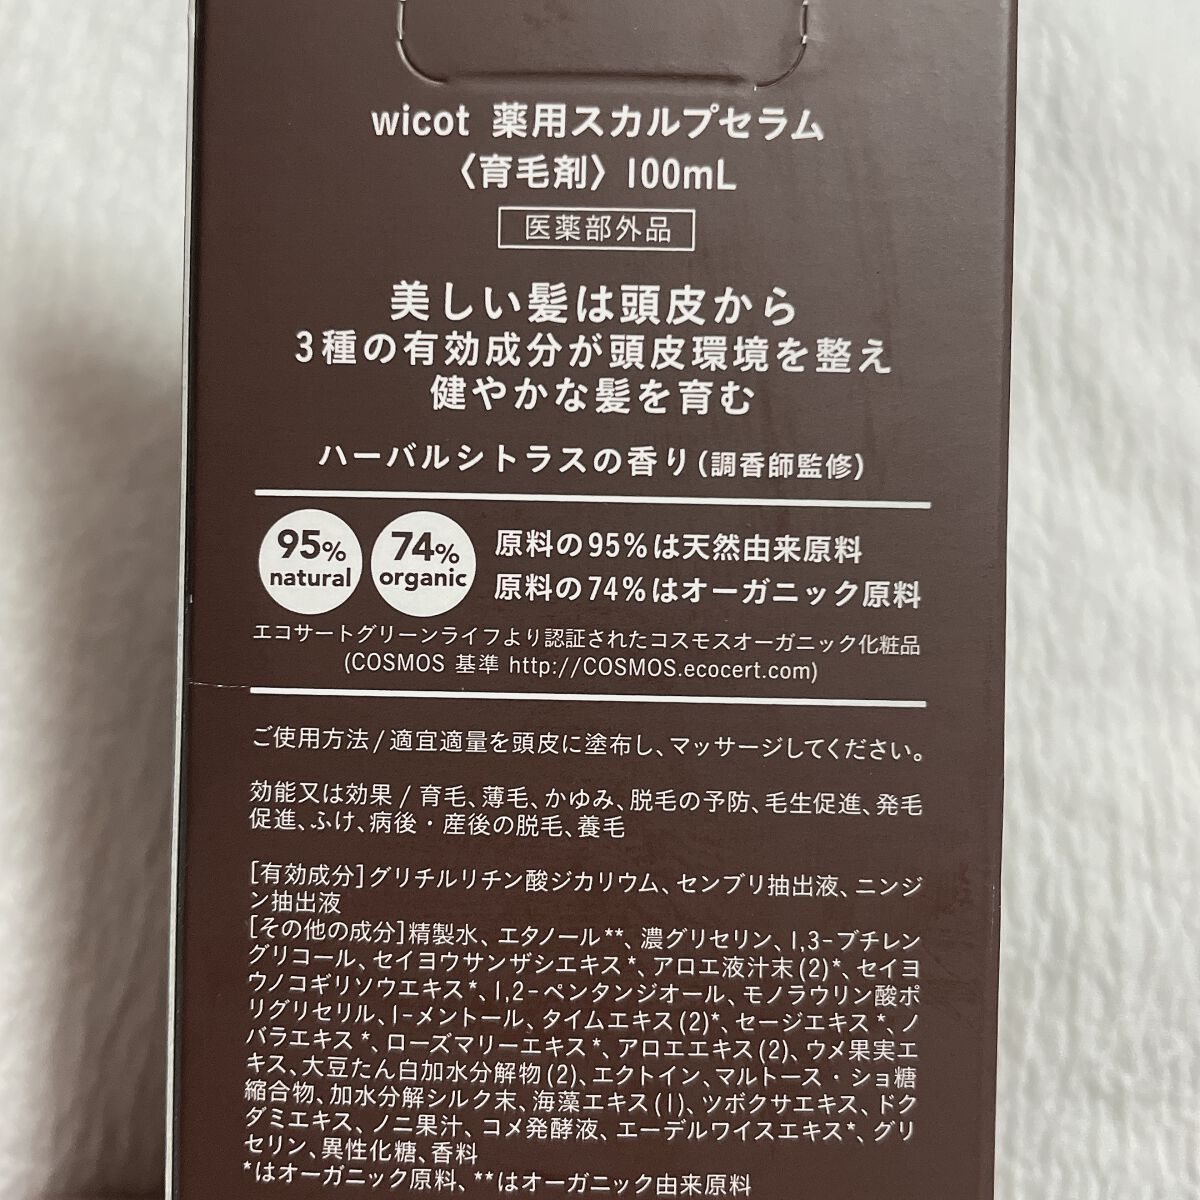 wicot 薬用スカルプセラム
〈育毛剤〉100mL
医薬部外品
美しい髪は頭皮から
3種の有効成分が頭皮環境を整え
健やかな髪を育む
ハーバルシトラスの香り(調香師監修)
95% natural
74% organic
原料の95%は天然由来原料
原料の74%はオーガニック原料
エコサートグリーンライフより認証されたコスモスオーガニック化粧品
(COSMOS 基準 http://COSMOS.ecocert.com)
ご使用方法/適宜適量を頭皮に塗布し、マッサージしてください。
効能又は効果/育毛、薄毛、かゆみ、脱毛の予防、毛生促進、発毛
促進、ふけ、病後・産後の脱毛、養毛
[有効成分]グリチルリチン酸ジカリウム、センブリ抽出液、ニンジ
ン抽出液
[その他の成分]精製水、エタノール**、濃グリセリン、1,3-ブチレン
グリコール、セイヨウサンザシエキス*、アロエ液汁末(2)*、セイヨ
ウノコギリソウエキス*、1,2-ペンタンジオール、モノラウリン酸ポ
リグリセリル、l-メントール、タイムエキス(2)*、セージエキス*、ノ
バラエキス*、ローズマリーエキス*、アロエエキス(2)、ウメ果実エ
キス、大豆たん白加水分解物(2)、エクトイン、マルトース・ショ糖
縮合物、加水分解シルク末、海藻エキス(1)、ツボクサエキス、ドク
ダミエキス、ノニ果汁、コメ発酵液、エーデルワイスエキス*、グリ
セリン、異性化糖、香料
*はオーガニック原料、**はオーガニック由来原料